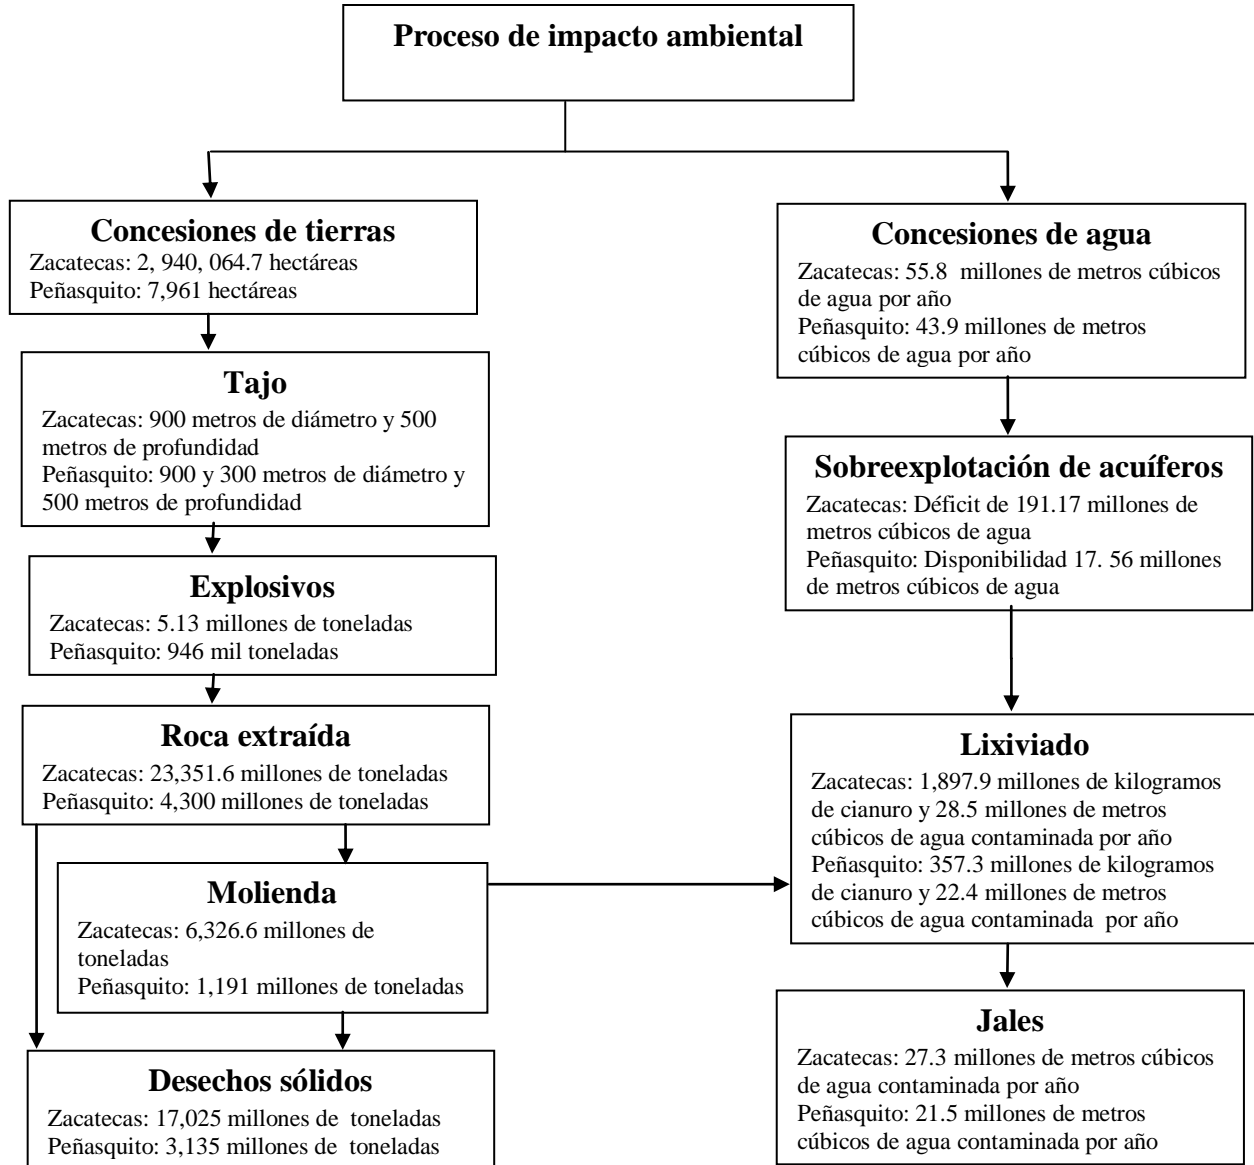 Proceso de impacto ambiental
Concesiones de tierras
Zacatecas: 2, 940, 064.7 hectáreas
Peñasquito: 7,961 hectáreas
Tajo
Zacatecas: 900 metros de diámetro y 500
metros de profundidad
Peñasquito: 900 y 300 metros de diámetro y
500 metros de profundidad
Explosivos
Zacatecas: 5.13 millones de toneladas
Peñasquito: 946 mil toneladas
Roca extraída
Zacatecas: 23,351.6 millones de toneladas
Peñasquito: 4,300 millones de toneladas
Molienda
Zacatecas: 6,326.6 millones de
toneladas
Peñasquito: 1,191 millones de toneladas
Desechos sólidos
Zacatecas: 17,025 millones de toneladas
Peñasquito: 3,135 millones de toneladas
Concesiones de agua
Zacatecas: 55.8 millones de metros cúbicos
de agua por año
Peñasquito: 43.9 millones de metros
cúbicos de agua por año
Sobreexplotación de acuíferos
Zacatecas: Déficit de 191.17 millones de
metros cúbicos de agua
Peñasquito: Disponibilidad 17. 56 millones
de metros cúbicos de agua
Lixiviado
Zacatecas: 1,897.9 millones de kilogramos
de cianuro y 28.5 millones de metros
cúbicos de agua contaminada por año
Peñasquito: 357.3 millones de kilogramos
de cianuro y 22.4 millones de metros
cúbicos de agua contaminada por año
Jales
Zacatecas: 27.3 millones de metros cúbicos
de agua contaminada por año
Peñasquito: 21.5 millones de metros
cúbicos de agua contaminada por año